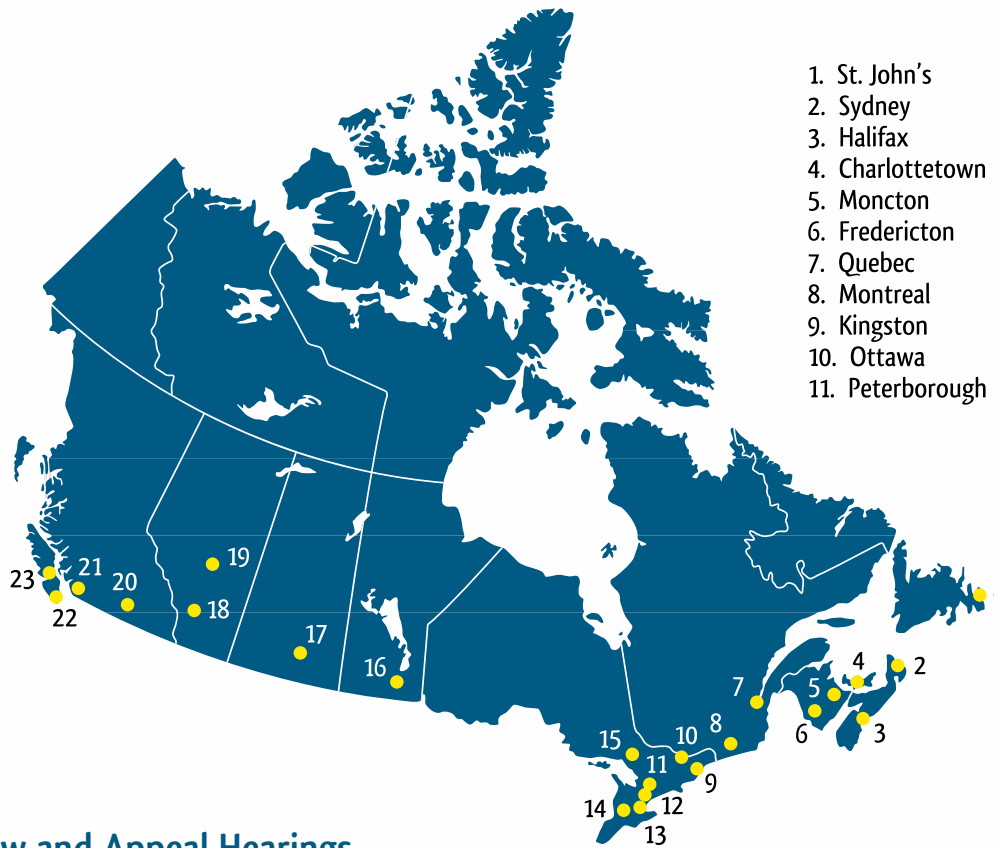 1. St. John's
2. Sydney
3. Halifax
4. Charlottetown
5. Moncton
6. Fredericton
7. Quebec
8. Montreal
9. Kingston
10. Ottawa
11. Peterborough
19
23
21
20
22
18
17
16
4
2
5
7
6
3
8
10
15
11
9
12
14
13
and Appeal Hearings